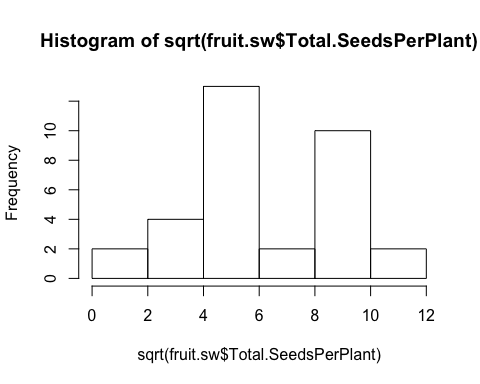 Histogram of sqrt(fruit.sw$Total.SeedsPerPlant)
Frequency
10
8
6
4
2
0
0 2 4 6 8 10 12
sqrt(fruit.sw$Total.SeedsPerPlant)